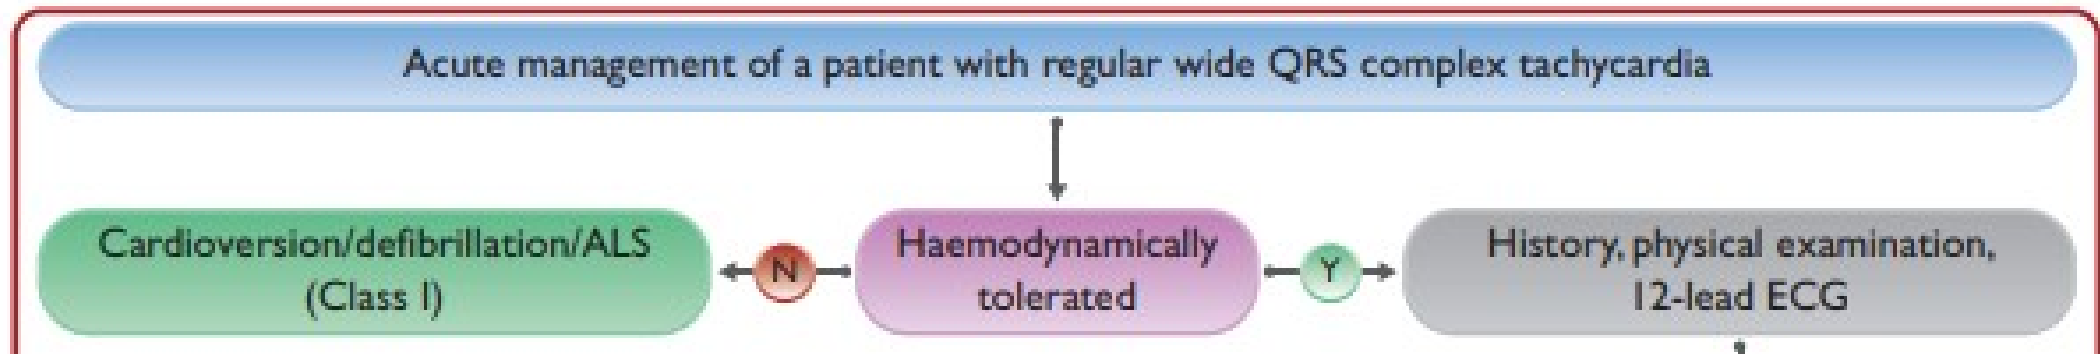 Acute management of a patient with regular wide QRS complex tachycardia
Cardioversion/defibrillation/ALS
(Class I)
N
Haemodynamically
tolerated
Y
History, physical examination,
12-lead ECG